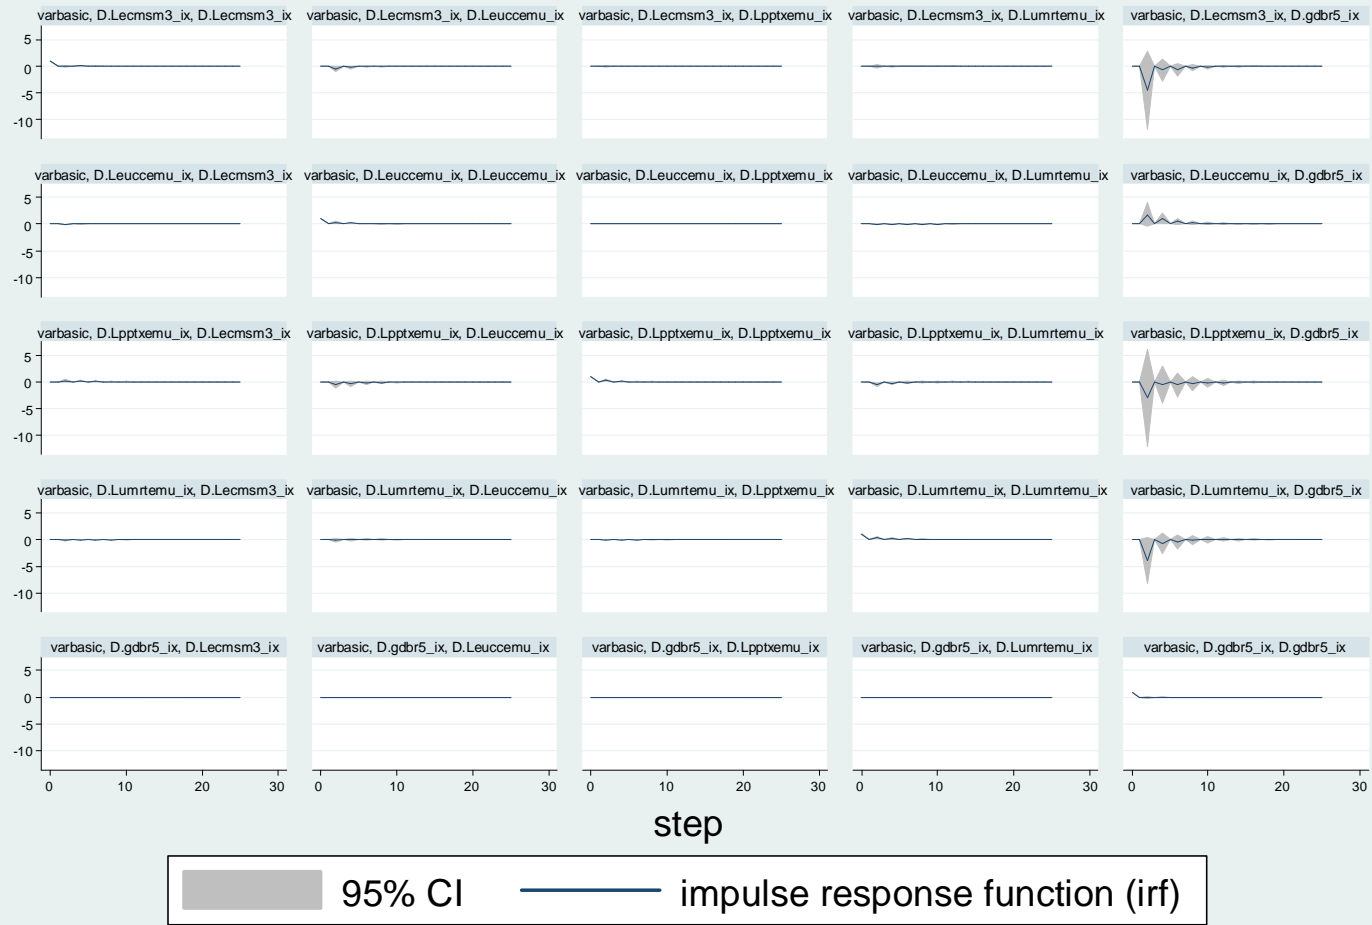 varbasic, D.Lecmsm3_ix, D.Lecmsm3_ix varbasic, D.Lecmsm3_ix, D.Leuccemu_ix varbasic, D.Lecmsm3_ix, D.Lpptxemu_ix varbasic, D.Lecmsm3_ix, D.Lumrtemu_ix varbasic, D.Lecmsm3_ix, D.gdbr5_ix
5
0
-5
-10
varbasic, D.Leuccemu_ix, D.Lecmsm3_ix varbasic, D.Leuccemu_ix, D.Leuccemu_ix varbasic, D.Leuccemu_ix, D.Lpptxemu_ix varbasic, D.Leuccemu_ix, D.Lumrtemu_ix varbasic, D.Leuccemu_ix, D.gdbr5_ix
5
0
-5
-10
varbasic, D.Lpptxemu_ix, D.Lecmsm3_ix varbasic, D.Lpptxemu_ix, D.Leuccemu_ix varbasic, D.Lpptxemu_ix, D.Lpptxemu_ix varbasic, D.Lpptxemu_ix, D.Lumrtemu_ix varbasic, D.Lpptxemu_ix, D.gdbr5_ix
5
0
-5
-10
varbasic, D.Lumrtemu_ix, D.Lecmsm3_ix varbasic, D.Lumrtemu_ix, D.Leuccemu_ix varbasic, D.Lumrtemu_ix, D.Lpptxemu_ix varbasic, D.Lumrtemu_ix, D.Lumrtemu_ix varbasic, D.Lumrtemu_ix, D.gdbr5_ix
5
0
-5
-10
varbasic, D.gdbr5_ix, D.Lecmsm3_ix varbasic, D.gdbr5_ix, D.Leuccemu_ix varbasic, D.gdbr5_ix, D.Lpptxemu_ix varbasic, D.gdbr5_ix, D.Lumrtemu_ix varbasic, D.gdbr5_ix, D.gdbr5_ix
5
0
-5
-10
0 10 20 30 0 10 20 30 0 10 20 30 0 10 20 30 0 10 20 30
step
95% CI impulse response function (irf)